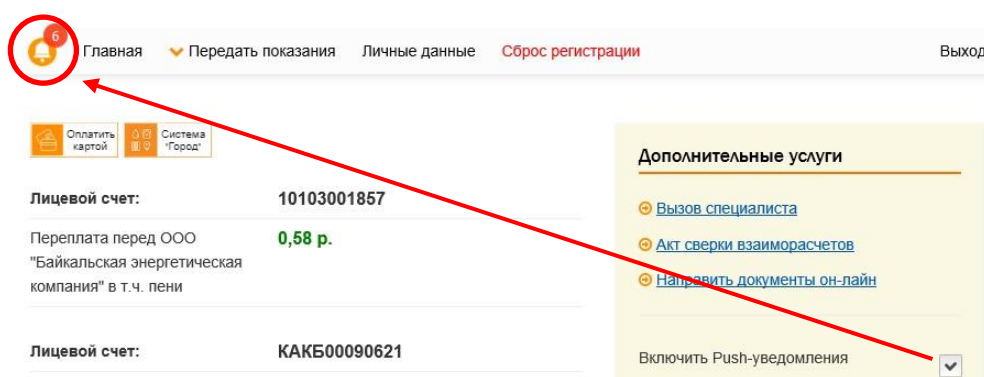 6
Главная
Передать показания
Личные данные
Сброс регистрации
Выход
Оплатить
картой
Система
"Город"
Лицевой счет:
10103001857
Переплата перед ООО
"Байкальская энергетическая
компания" в т.ч. пени
0,58 р.
Лицевой счет:
КАКБ00090621
Дополнительные услуги
Вызов специалиста
Акт сверки взаиморасчетов
Направить документы он-лайн
Включить Push-уведомления